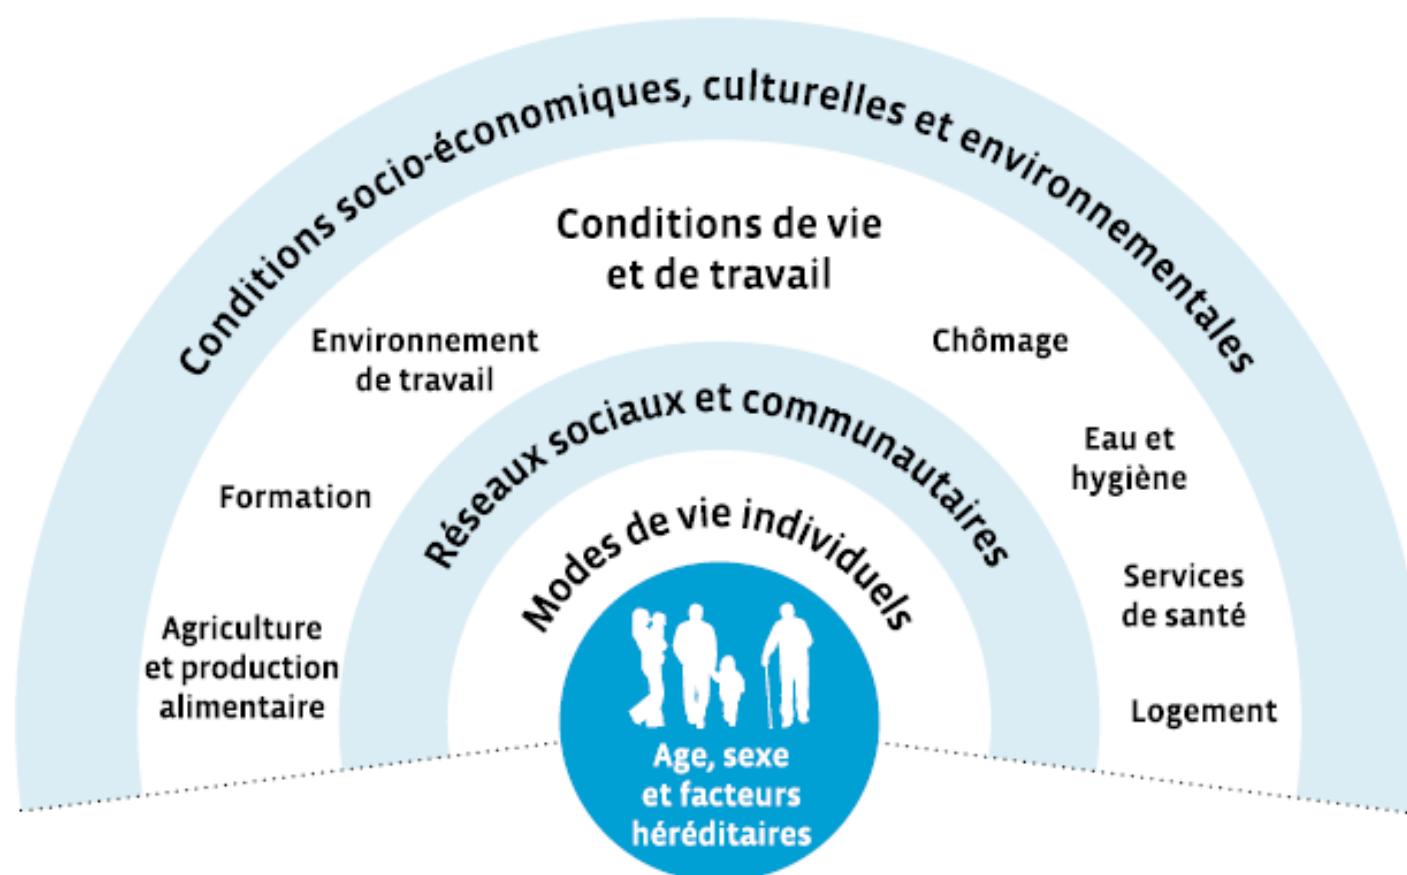 Conditions socio-économiques, culturelles et environnementales
Conditions de vie
et de travail
Environnement
de travail
Chômage
Réseaux sociaux et communautaires
Eau et
hygiène
Formation
Modes de vie individuels
Services
de santé
Agriculture
et production
alimentaire
Logement
Age, sexe
et facteurs
héréditaires